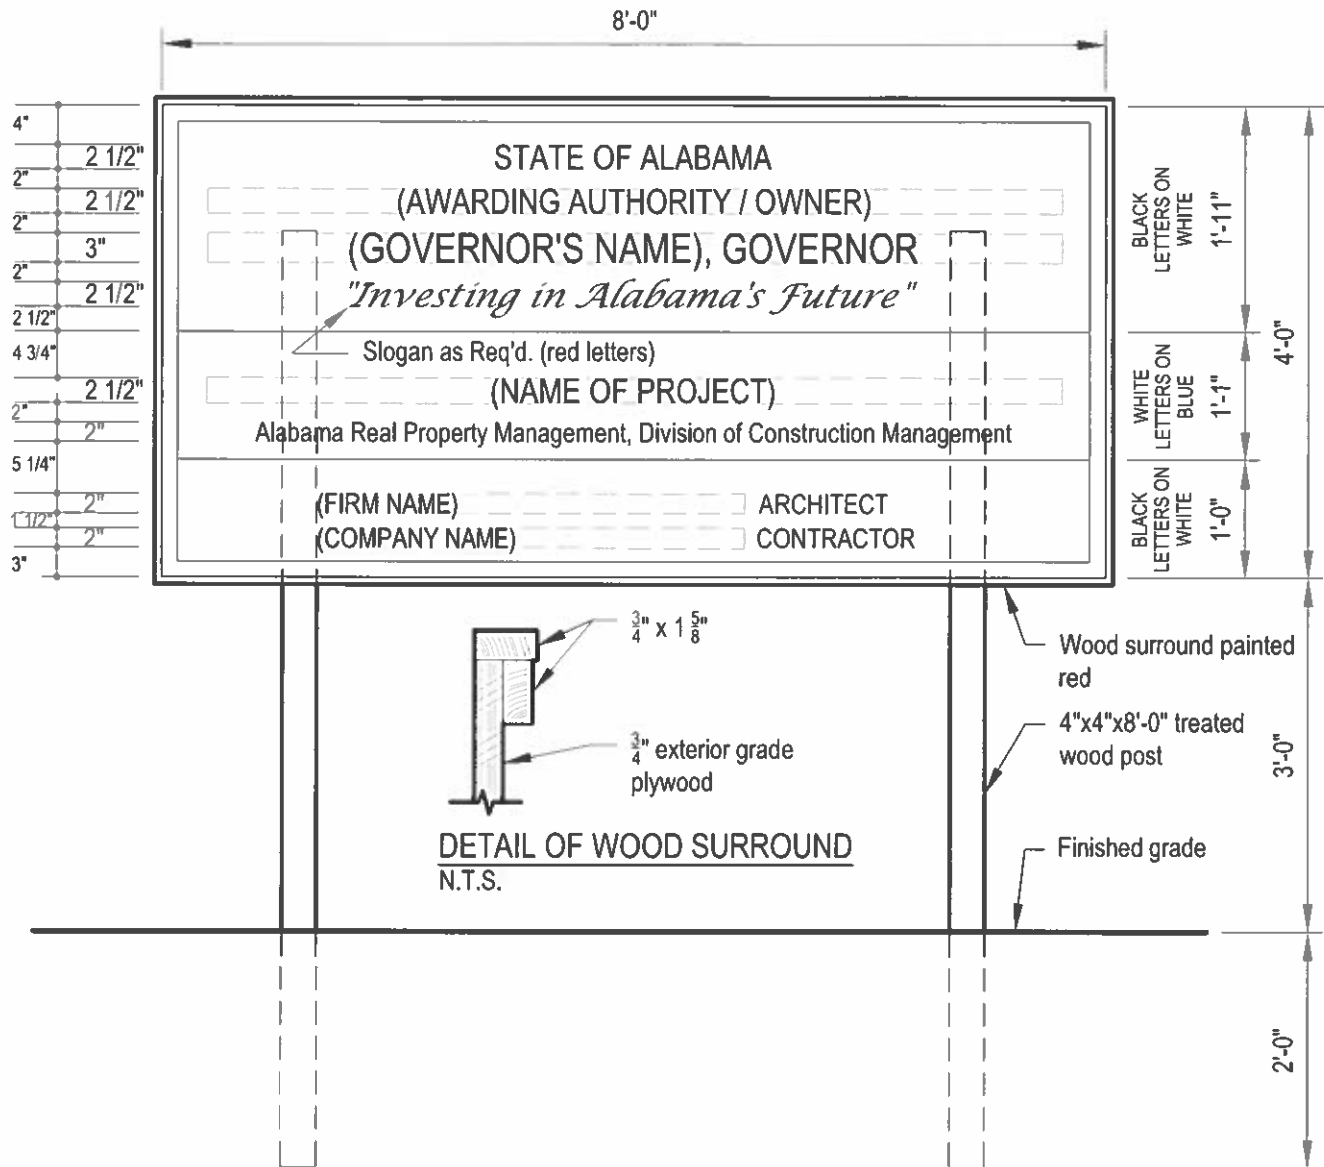 8'-0"
4"
2 1/2"
2"
2 1/2"
2"
3"
2"
2 1/2"
2 1/2"
4 3/4"
2 1/2"
2"
2"
5 1/4"
2"
1 1/2"
2"
3"
STATE OF ALABAMA
(AWARDING AUTHORITY / OWNER)
(GOVERNOR'S NAME), GOVERNOR
"Investing in Alabama's Future"
Slogan as Req'd. (red letters)
(NAME OF PROJECT)
Alabama Real Property Management, Division of Construction Management
(FIRM NAME) ARCHITECT
(COMPANY NAME) CONTRACTOR
BLACK
LETTERS ON
WHITE
1'-11"
WHITE
LETTERS ON
BLUE
1'-1"
BLACK
LETTERS ON
WHITE
1'-0"
4'-0"
3/4" x 1 5/8"
3/4" exterior grade
plywood
DETAIL OF WOOD SURROUND
N.T.S.
Wood surround painted
red
4"x4"x8'-0" treated
wood post
Finished grade
3'-0"
2'-0"